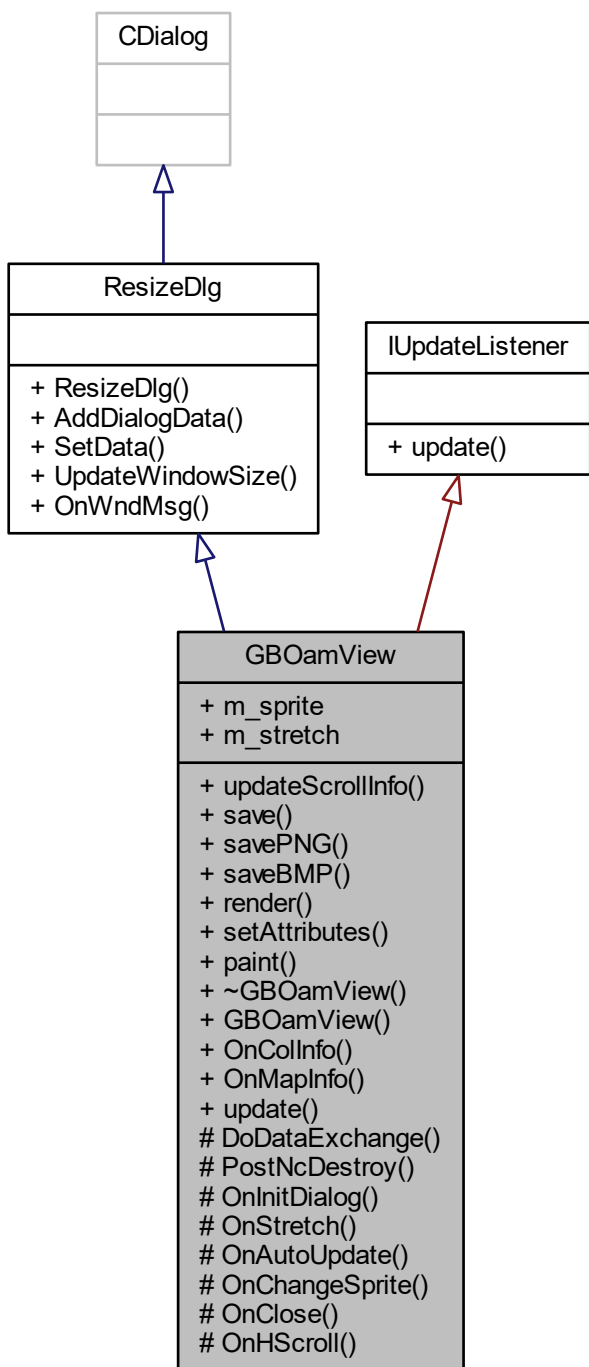 CDialog
ResizeDlg
+ ResizeDlg()
+ AddDialogData()
+ SetData()
+ UpdateWindowSize()
+ OnWndMsg()
IUpdateListener
+ update()
GBOamView
+ m_sprite
+ m_stretch
+ updateScrollInfo()
+ save()
+ savePNG()
+ saveBMP()
+ render()
+ setAttributes()
+ paint()
+ ~GBOamView()
+ GBOamView()
+ OnColInfo()
+ OnMapInfo()
+ update()
# DoDataExchange()
# PostNcDestroy()
# OnInitDialog()
# OnStretch()
# OnAutoUpdate()
# OnChangeSprite()
# OnClose()
# OnHScroll()